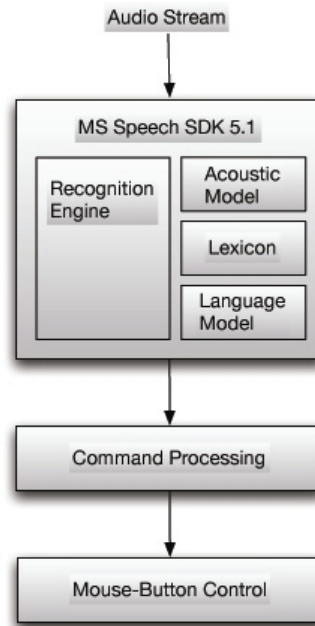 Audio Stream
MS Speech SDK 5.1
Recognition
Engine
Acoustic
Model
Lexicon
Language
Model
Command Processing
Mouse-Button Control